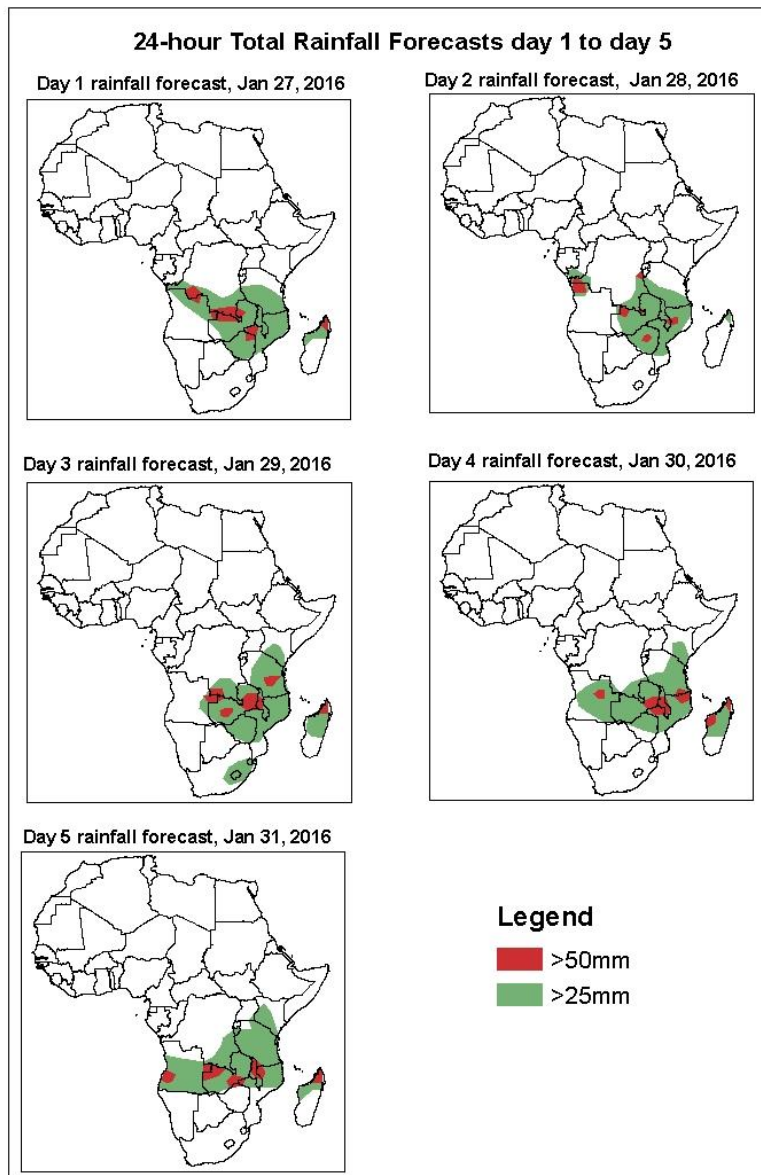 24-hour Total Rainfall Forecasts day 1 to day 5
Day 1 rainfall forecast, Jan 27, 2016
Day 2 rainfall forecast, Jan 28, 2016
Day 3 rainfall forecast, Jan 29, 2016
Day 4 rainfall forecast, Jan 30, 2016
Day 5 rainfall forecast, Jan 31, 2016
Legend
>50mm
>25mm